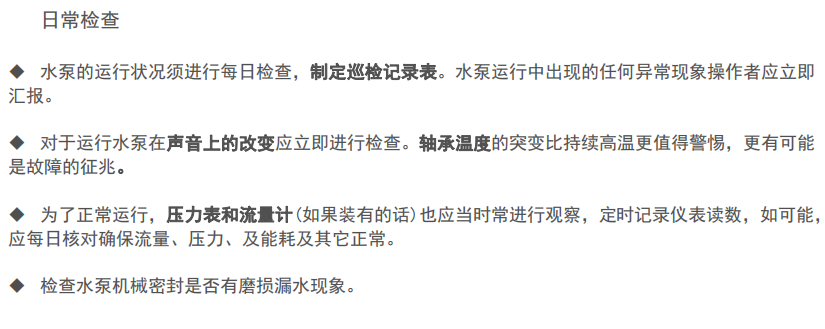 日常检查
◆ 水泵的运行状况须进行每日检查，制定巡检记录表。水泵运行中出现的任何异常现象操作者应立即
汇报。
◆ 对于运行水泵在声音上的改变应立即进行检查。轴承温度的突变比持续高温更值得警惕，更有可能
是故障的征兆。
◆ 为了正常运行，压力表和流量计(如果装有的话)也应当时常进行观察，定时记录仪表读数，如可能，
应每日核对确保流量、压力、及能耗及其它正常。
◆ 检查水泵机械密封是否有磨损漏水现象。